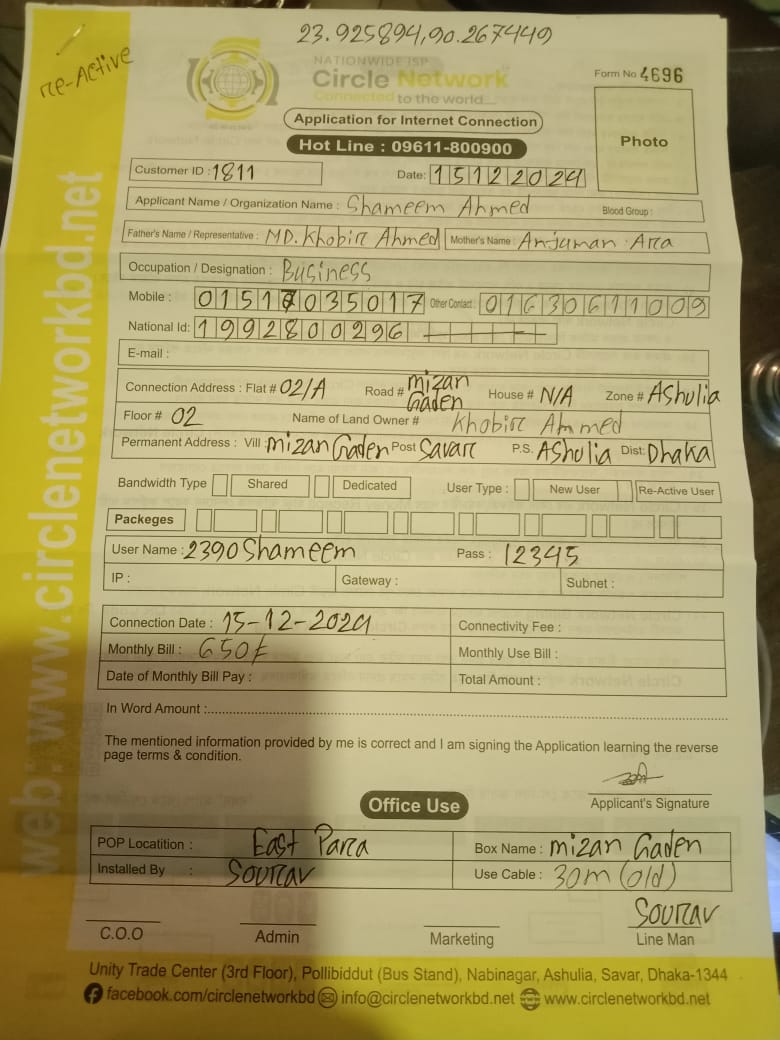 23.925894,90.267449
re-Active
NATIONWIDE ISP
Circle Network
Connected to the world...
Form No 4696
Application for Internet Connection
Photo
Hot Line : 09611-800900
Customer ID : 1811 Date: 15122024
Applicant Name / Organization Name : Shameem Ahmed Blood Group :
Father's Name / Representative : MD. Khobir Ahmed Mother's Name : Anjuman Ara
Occupation / Designation : Business
Mobile : 01517035017 Other Contact : 01630611009
National Id: 1992800296
E-mail :
Connection Address : Flat # 02/A Road # Mizan Gaden House # N/A Zone # Ashulia
Floor # 02 Name of Land Owner # Khobir Ahmed
Permanent Address : Vill Mizan Gaden Post Savar P.S. Ashulia Dist: Dhaka
Bandwidth Type Shared Dedicated User Type : New User Re-Active User
Packeges
User Name : 2390Shameem Pass : 12345
IP : Gateway : Subnet :
Connection Date : 15-12-2024 Connectivity Fee :
Monthly Bill : 650৳ Monthly Use Bill :
Date of Monthly Bill Pay : Total Amount :
In Word Amount :
The mentioned information provided by me is correct and I am signing the Application learning the reverse
page terms & condition.
Applicant's Signature
Office Use
POP Locatition : East Para Box Name : Mizan Gaden
Installed By : Sourav Use Cable : 30m (old)
Sourav
C.O.O Admin Marketing Line Man
Unity Trade Center (3rd Floor), Pollibiddut (Bus Stand), Nabinagar, Ashulia, Savar, Dhaka-1344
facebook.com/circlenetworkbd info@circlenetworkbd.net www.circlenetworkbd.net
web: www.circlenetworkbd.net